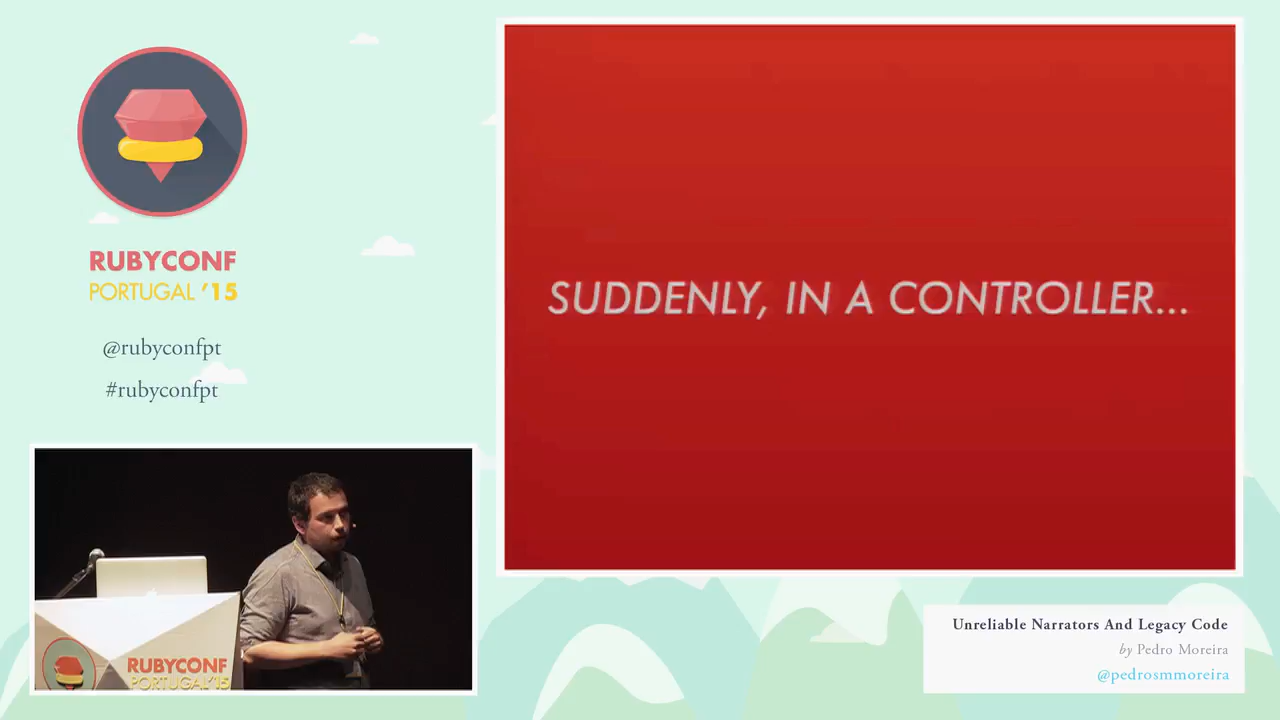 RUBYCONF
PORTUGAL '15
@rubyconfpt
#rubyconfpt
SUDDENLY, IN A CONTROLLER...
RUBYCONF
PORTUGAL'15
Unreliable Narrators And Legacy Code
by Pedro Moreira
@pedrosmmoreira